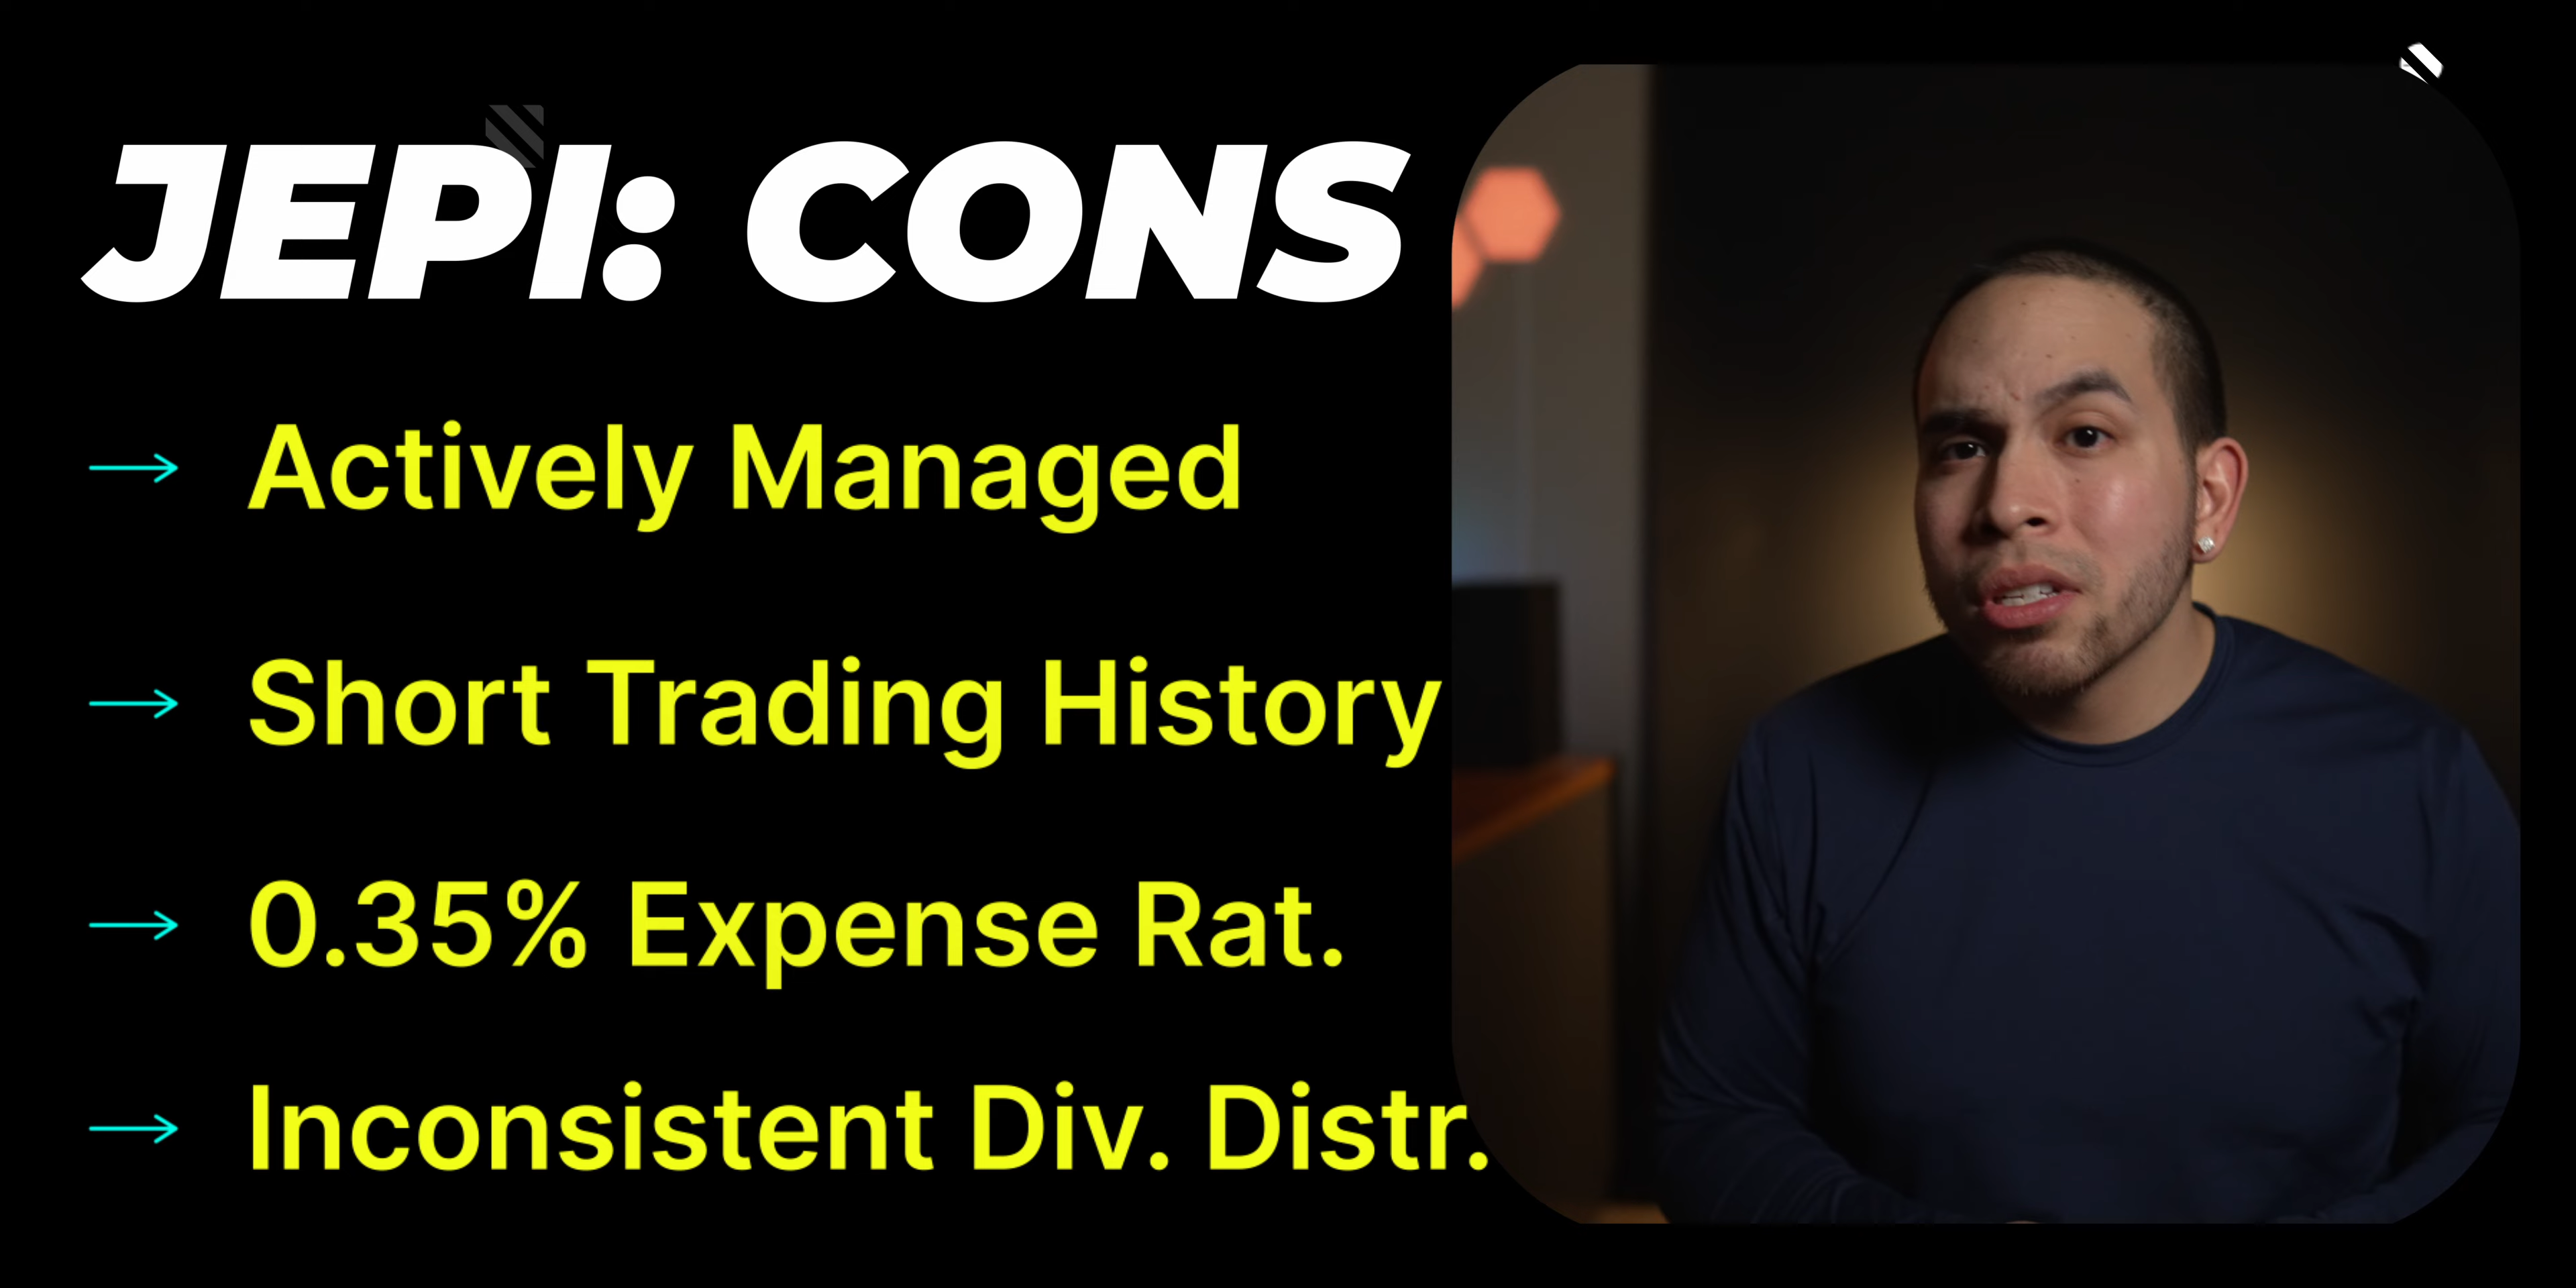 JEPI: CONS
Actively Managed
Short Trading History
0.35% Expense Rat.
Inconsistent Div. Distr.